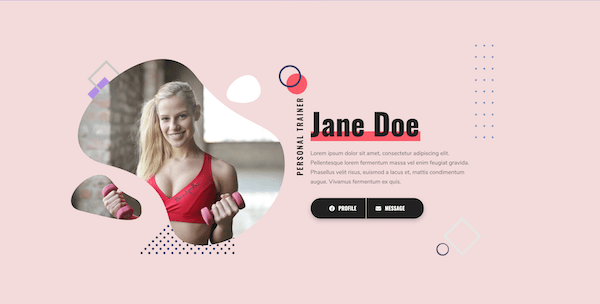 PERSONAL TRAINER
Jane Doe
Lorem ipsum dolor sit amet, consectetur adipiscing elit.
Pellentesque lorem fermentum massa vel enim feugiat gravida.
Phasellus velit risus, euismod a lacus et, mattis condimentum
augue. Vivamus fermentum ex quis.
PROFILE MESSAGE